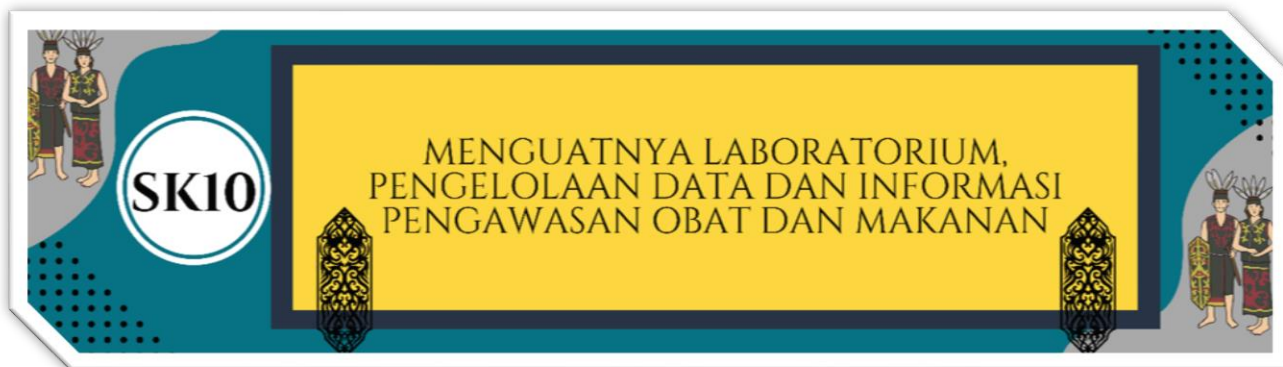 SK10
MENGUATNYA LABORATORIUM,
PENGELOLAAN DATA DAN INFORMASI
PENGAWASAN OBAT DAN MAKANAN